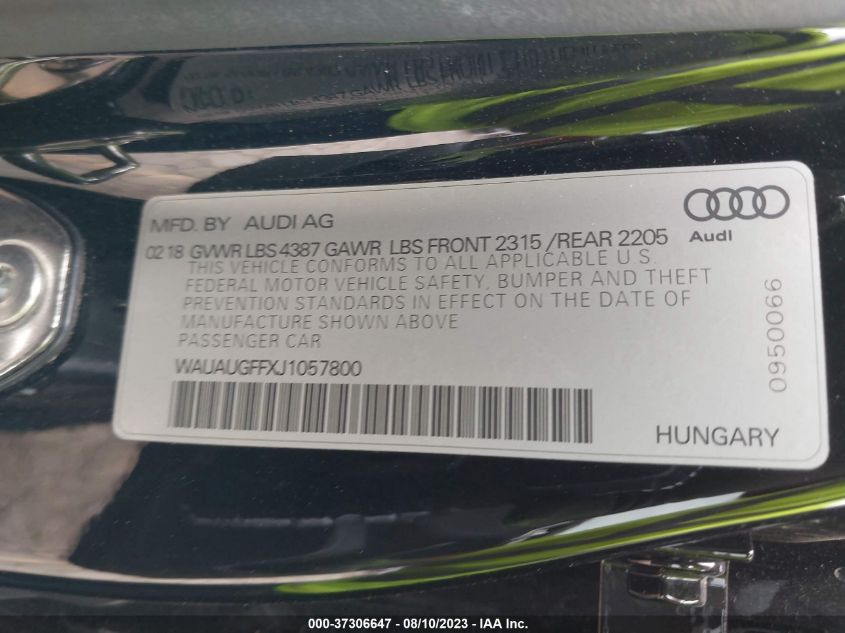 MFD. BY AUDI AG
Audi
02 18 GVWR LBS 4387 GAWR LBS FRONT 2315 /REAR 2205
THIS VEHICLE CONFORMS TO ALL APPLICABLE U.S.
FEDERAL MOTOR VEHICLE SAFETY, BUMPER AND THEFT
PREVENTION STANDARDS IN EFFECT ON THE DATE OF
MANUFACTURE SHOWN ABOVE
PASSENGER CAR
WAUAUGFFXJ1057800
0950066
HUNGARY
000-37306647 - 08/10/2023 - IAA Inc.